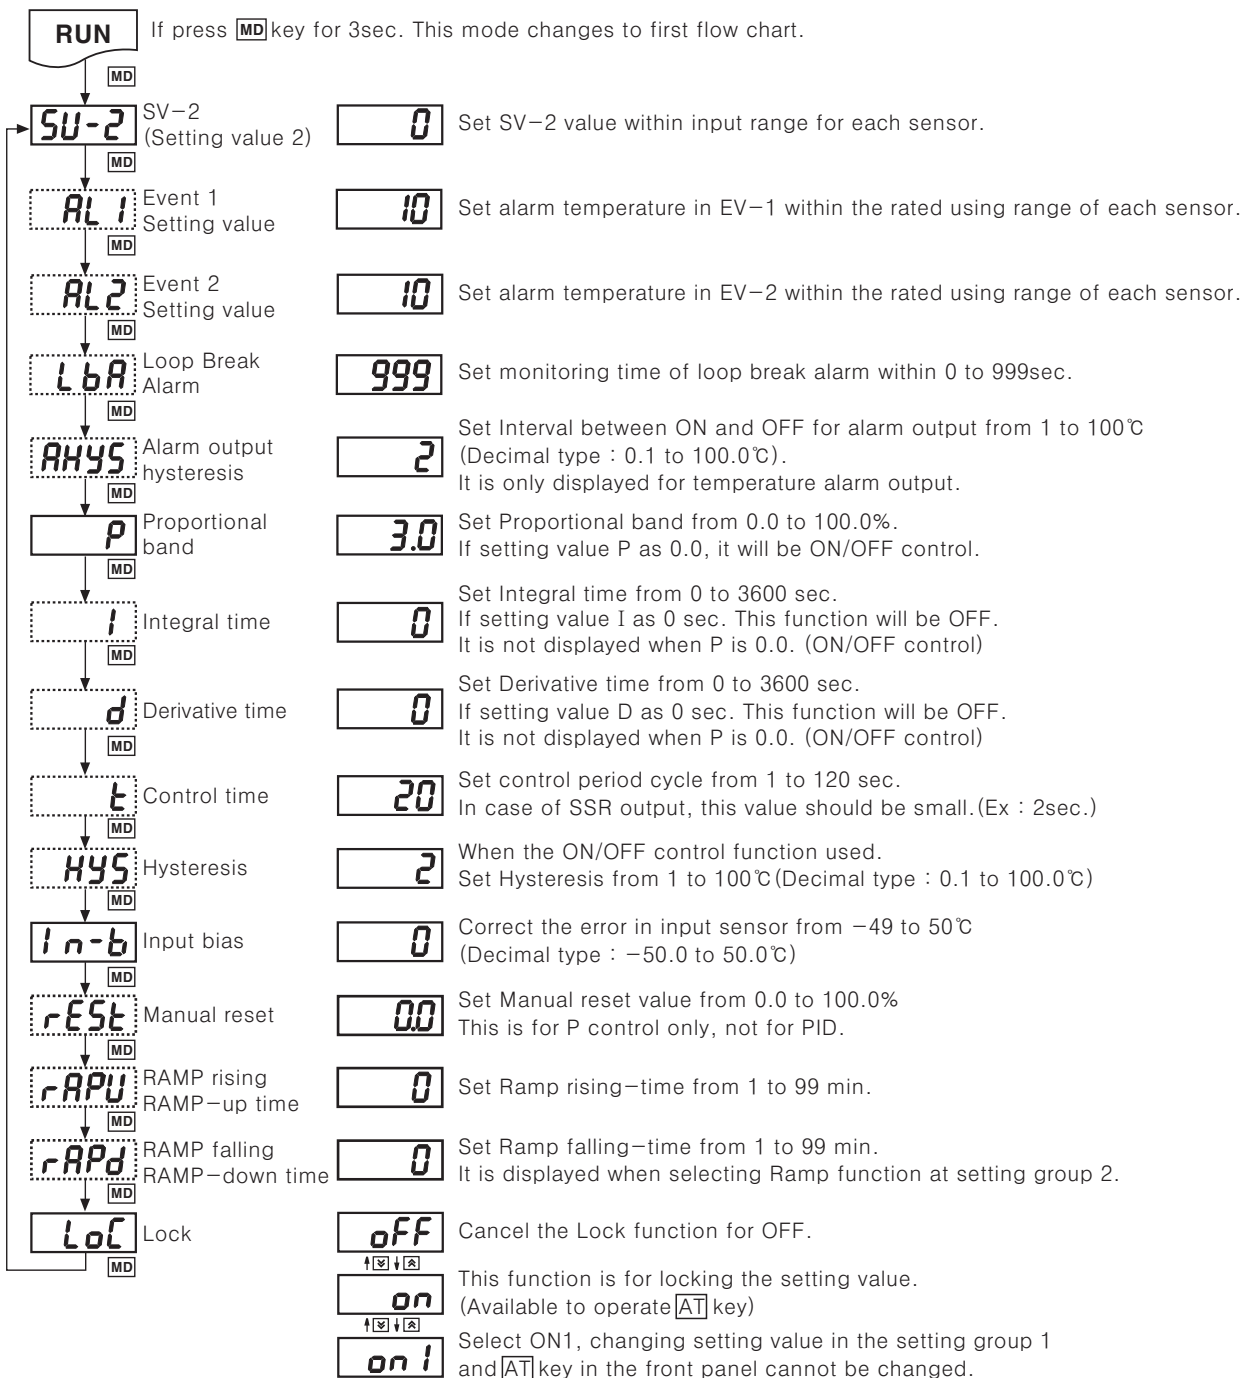 RUN If press MD key for 3sec. This mode changes to first flow chart.
MD
SV-2 SV-2 0 Set SV-2 value within input range for each sensor.
(Setting value 2)
MD
AL1 Event 1 10 Set alarm temperature in EV-1 within the rated using range of each sensor.
Setting value
MD
AL2 Event 2 10 Set alarm temperature in EV-2 within the rated using range of each sensor.
Setting value
MD
LbA Loop Break 999 Set monitoring time of loop break alarm within 0 to 999sec.
Alarm
MD
AHYS Alarm output 2 Set Interval between ON and OFF for alarm output from 1 to 100℃
hysteresis (Decimal type : 0.1 to 100.0℃).
It is only displayed for temperature alarm output.
MD
P Proportional 3.0 Set Proportional band from 0.0 to 100.0%.
band If setting value P as 0.0, it will be ON/OFF control.
MD
Set Integral time from 0 to 3600 sec.
I Integral time 0 If setting value I as 0 sec. This function will be OFF.
It is not displayed when P is 0.0. (ON/OFF control)
MD
Set Derivative time from 0 to 3600 sec.
d Derivative time 0 If setting value D as 0 sec. This function will be OFF.
It is not displayed when P is 0.0. (ON/OFF control)
MD
t Control time 20 Set control period cycle from 1 to 120 sec.
In case of SSR output, this value should be small.(Ex : 2sec.)
MD
HYS Hysteresis 2 When the ON/OFF control function used.
Set Hysteresis from 1 to 100℃(Decimal type : 0.1 to 100.0℃)
MD
In-b Input bias 0 Correct the error in input sensor from -49 to 50℃
(Decimal type : -50.0 to 50.0℃)
MD
rESt Manual reset 0.0 Set Manual reset value from 0.0 to 100.0%
This is for P control only, not for PID.
MD
rAPU RAMP rising 0 Set Ramp rising-time from 1 to 99 min.
RAMP-up time
MD
rAPd RAMP falling 0 Set Ramp falling-time from 1 to 99 min.
RAMP-down time It is displayed when selecting Ramp function at setting group 2.
MD
LoC Lock oFF Cancel the Lock function for OFF.
MD
on This function is for locking the setting value.
(Available to operate AT key)
on1 Select ON1, changing setting value in the setting group 1
and AT key in the front panel cannot be changed.